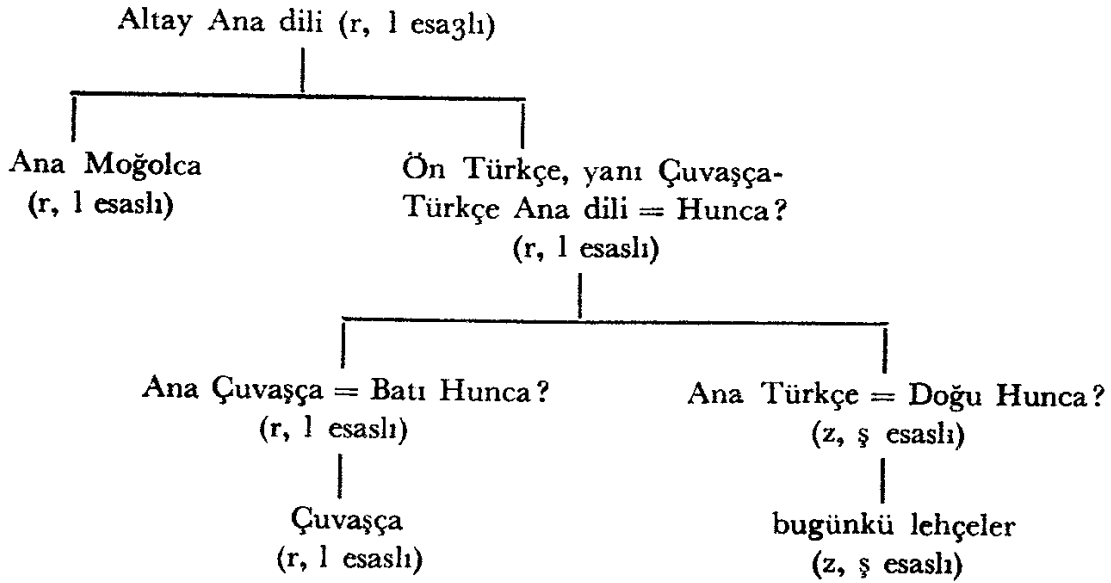 Altay Ana dili (r, l esaʒlı)
Ana Moğolca
(r, l esaslı)
Ön Türkçe, yanı Çuvaşça-
Türkçe Ana dili = Hunca?
(r, l esaslı)
Ana Çuvaşça = Batı Hunca?
(r, l esaslı)
Ana Türkçe = Doğu Hunca?
(z, ş esaslı)
Çuvaşça
(r, l esaslı)
bugünkü lehçeler
(z, ş esaslı)